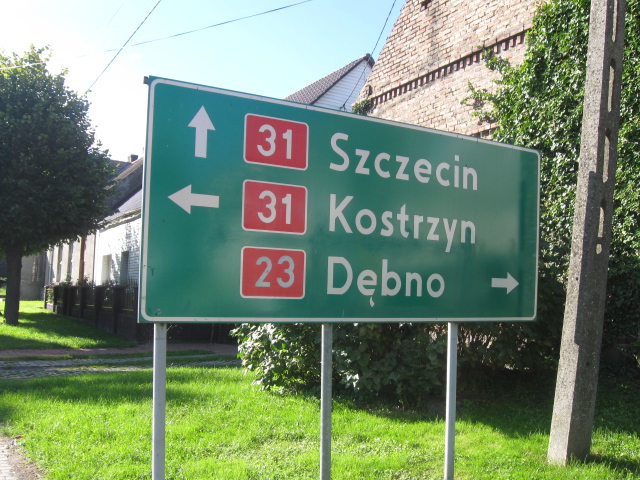 31 Szczecin
31 Kostrzyn
23 Dębno